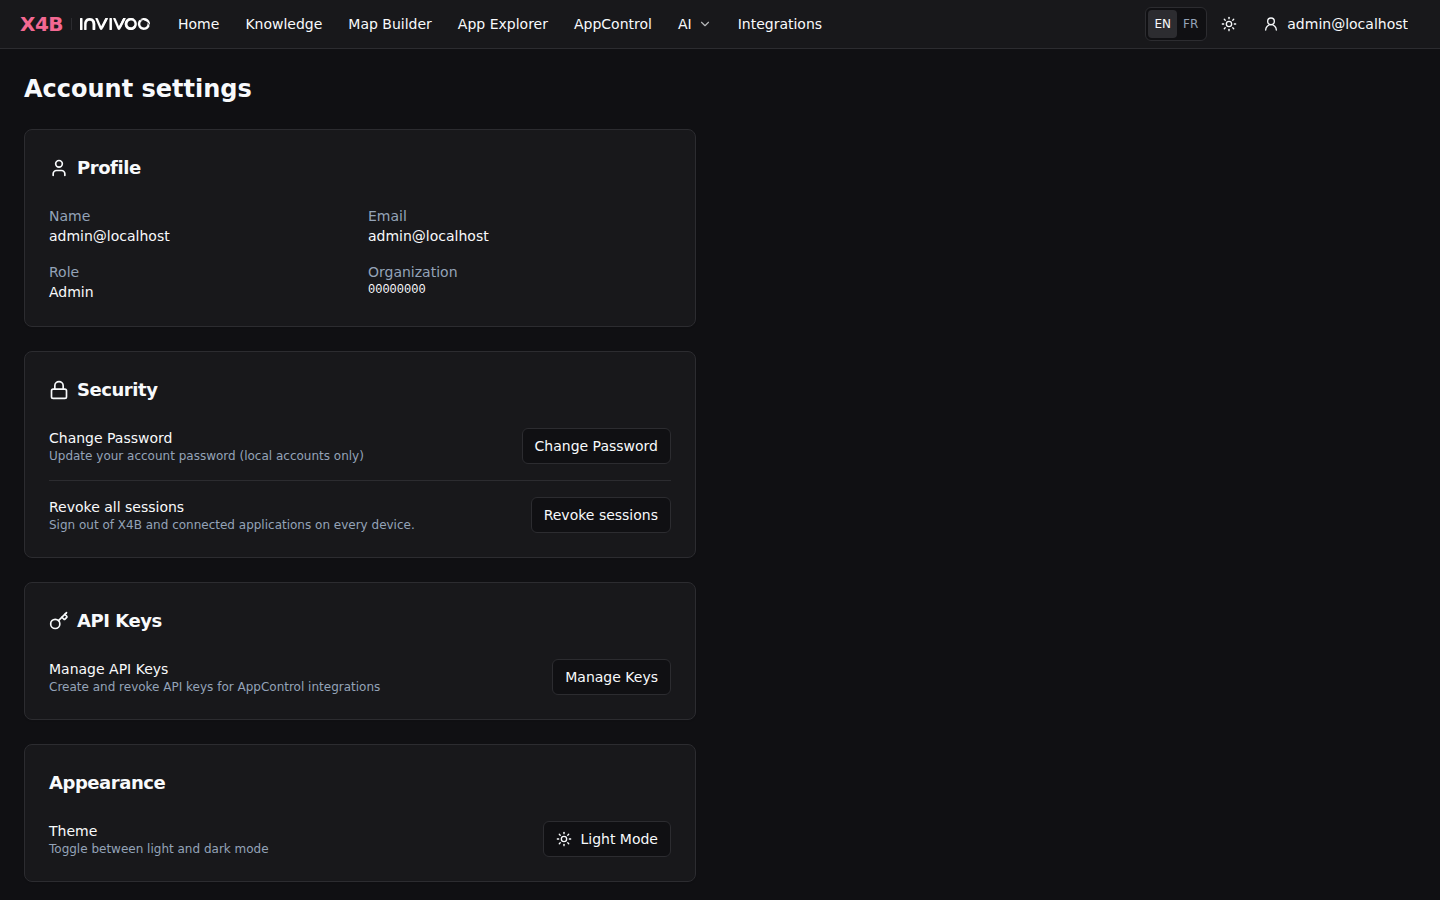 X4B INVIVOO Home Knowledge Map Builder App Explorer AppControl AI Integrations EN FR admin@localhost
Account settings
Profile
Name Email
admin@localhost admin@localhost
Role Organization
Admin 00000000
Security
Change Password
Update your account password (local accounts only)
Change Password
Revoke all sessions
Sign out of X4B and connected applications on every device.
Revoke sessions
API Keys
Manage API Keys
Create and revoke API keys for AppControl integrations
Manage Keys
Appearance
Theme
Toggle between light and dark mode
Light Mode